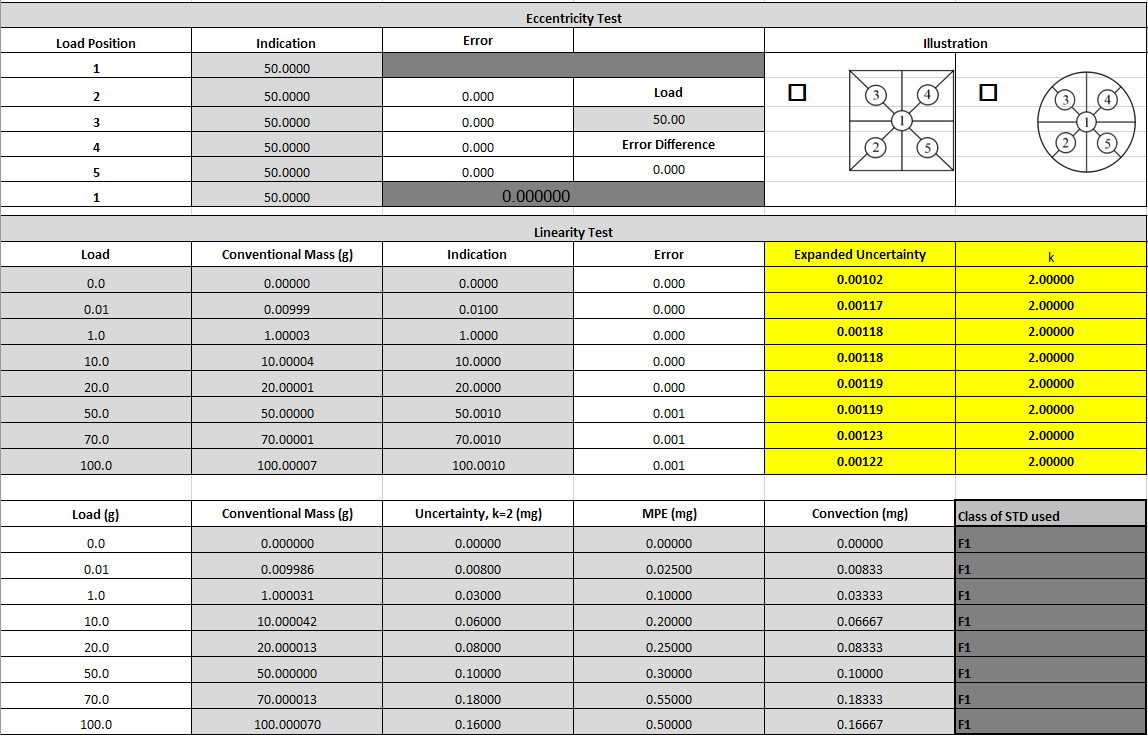 Eccentricity Test
Load Position Indication Error Illustration
1 50.0000
2 50.0000 0.000 Load
3 50.0000 0.000 50.00
4 50.0000 0.000 Error Difference
5 50.0000 0.000 0.000
1 50.0000 0.000000
3 4 1 2 5
3 4 1 2 5
Linearity Test
Load Conventional Mass (g) Indication Error Expanded Uncertainty k
0.0 0.00000 0.0000 0.000 0.00102 2.00000
0.01 0.00999 0.0100 0.000 0.00117 2.00000
1.0 1.00003 1.0000 0.000 0.00118 2.00000
10.0 10.00004 10.0000 0.000 0.00118 2.00000
20.0 20.00001 20.0000 0.000 0.00119 2.00000
50.0 50.00000 50.0010 0.001 0.00119 2.00000
70.0 70.00001 70.0010 0.001 0.00123 2.00000
100.0 100.00007 100.0010 0.001 0.00122 2.00000
Load (g) Conventional Mass (g) Uncertainty, k=2 (mg) MPE (mg) Convection (mg) Class of STD used
0.0 0.000000 0.00000 0.00000 0.00000 F1
0.01 0.009986 0.00800 0.02500 0.00833 F1
1.0 1.000031 0.03000 0.10000 0.03333 F1
10.0 10.000042 0.06000 0.20000 0.06667 F1
20.0 20.000013 0.08000 0.25000 0.08333 F1
50.0 50.000000 0.10000 0.30000 0.10000 F1
70.0 70.000013 0.18000 0.55000 0.18333 F1
100.0 100.000070 0.16000 0.50000 0.16667 F1